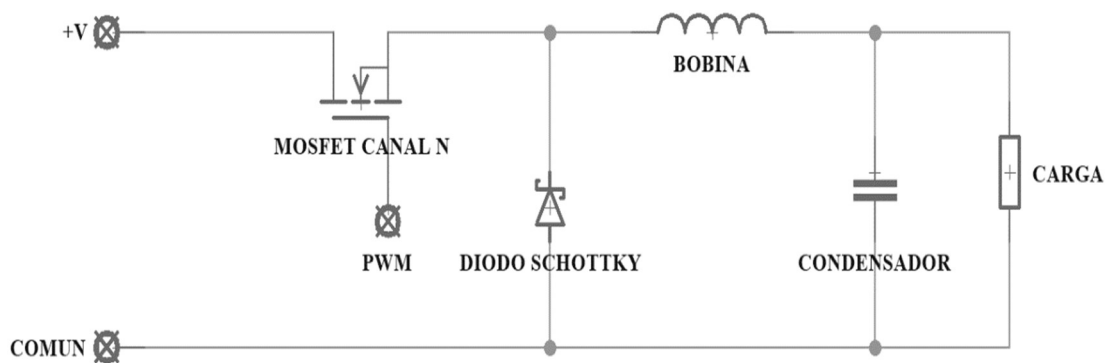 +V
BOBINA
MOSFET CANAL N
CARGA
PWM
DIODO SCHOTTKY
CONDENSADOR
COMUN